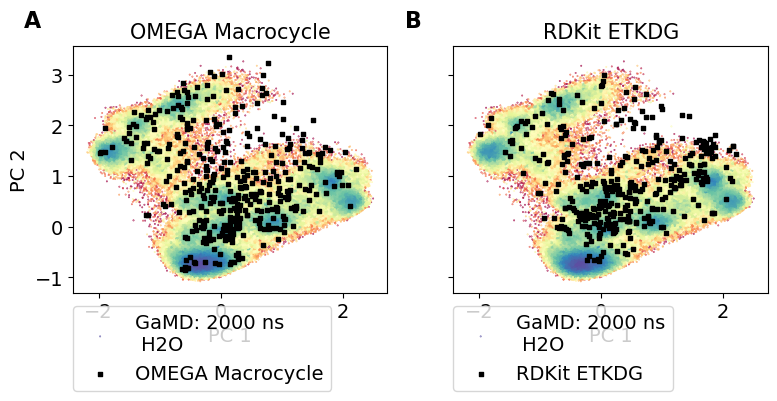 A
B
OMEGA Macrocycle
RDKit ETKDG
PC 2
3
2
1
0
−1
−2
0
2
−2
0
2
PC 1
PC 1
GaMD: 2000 ns
H2O
OMEGA Macrocycle
GaMD: 2000 ns
H2O
RDKit ETKDG